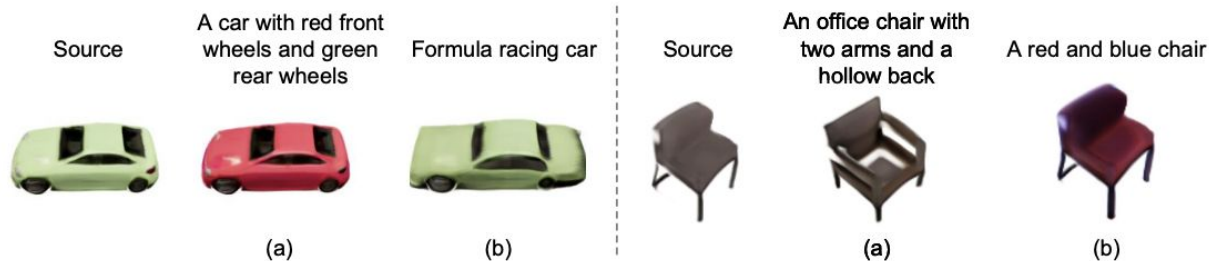 Source
A car with red front
wheels and green
rear wheels
Formula racing car
(a)
(b)
Source
An office chair with
two arms and a
hollow back
A red and blue chair
(a)
(b)